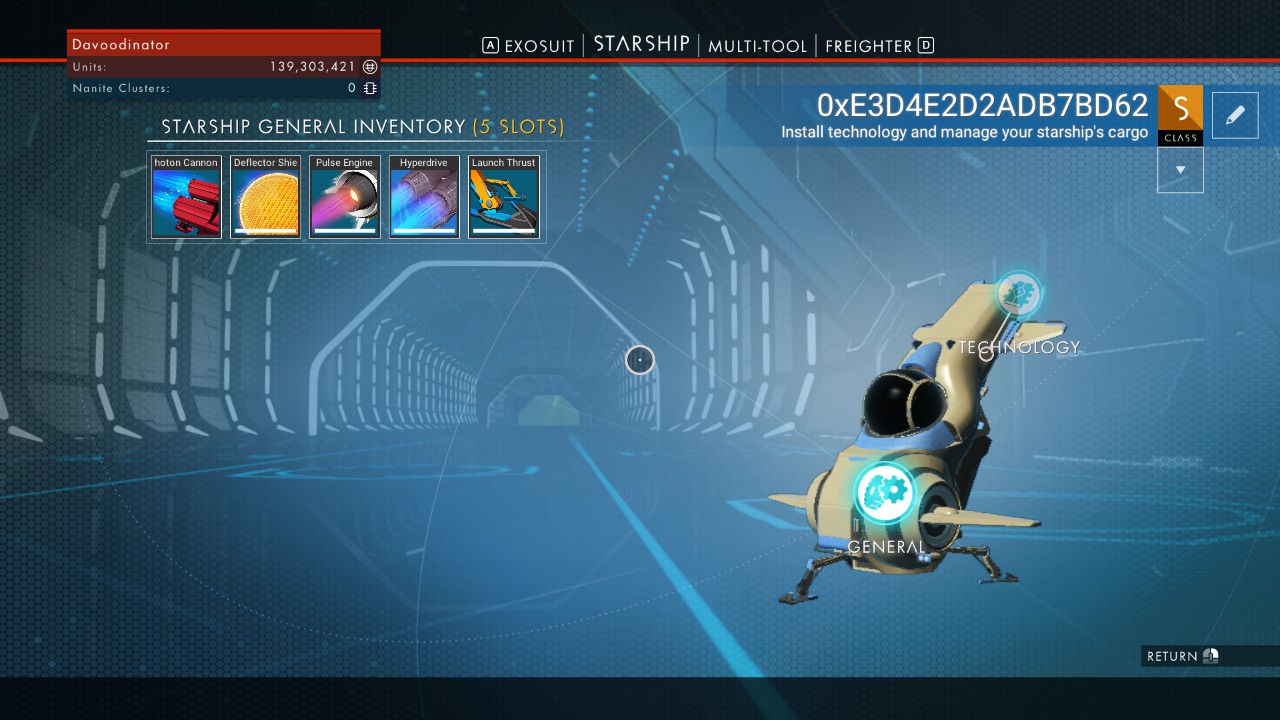 Davoodinator
Units: 139,303,421
Nanite Clusters: 0
A EXOSUIT STARSHIP MULTI-TOOL FREIGHTER D
0xE3D4E2D2ADB7BD62
Install technology and manage your starship's cargo
S
CLASS
STARSHIP GENERAL INVENTORY (5 SLOTS)
hoton Cannon Deflector Shie Pulse Engine Hyperdrive Launch Thrust
TECHNOLOGY
GENERAL
RETURN